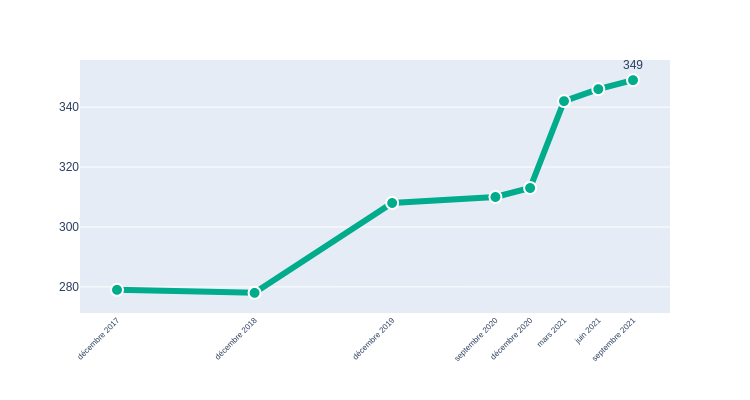 349
340
320
300
280
décembre 2017
décembre 2018
décembre 2019
septembre 2020
décembre 2020
mars 2021
juin 2021
septembre 2021